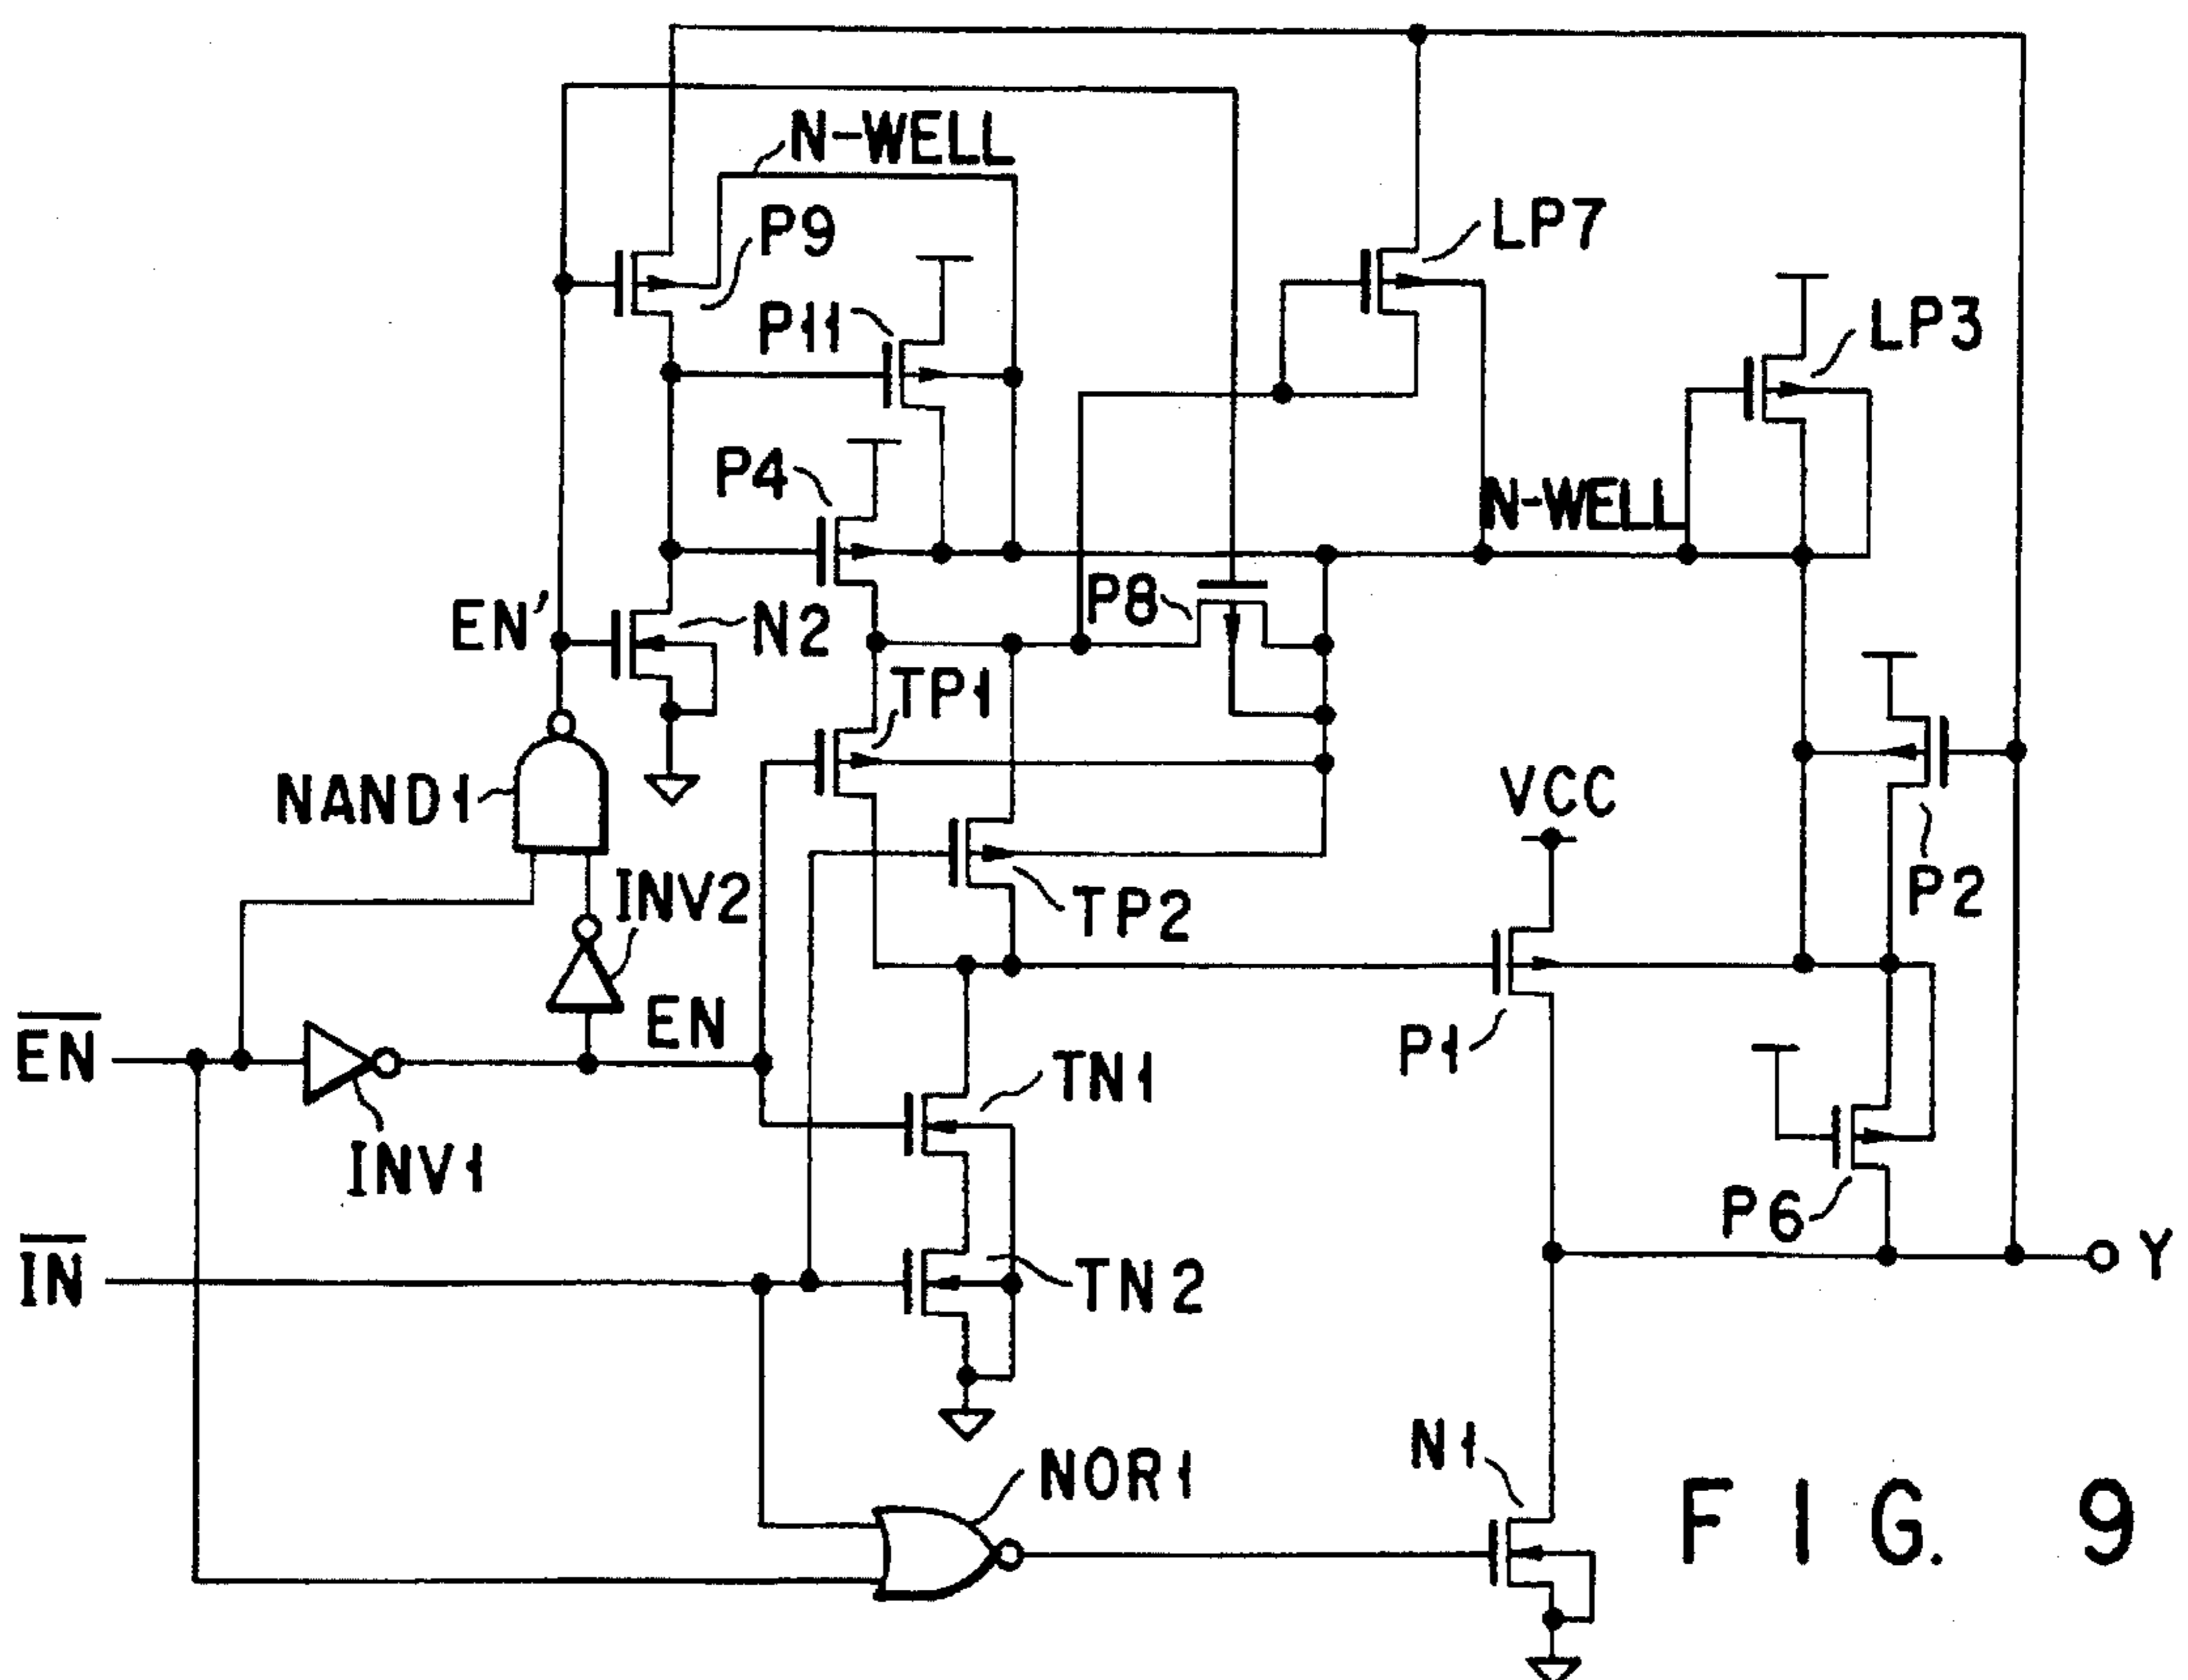 N-WELL
P9
LP7
P11
LP3
P4
N-WELL
P8
EN'
N2
TP1
NAND1
VCC
P2
INV2
TP2
EN
P1
EN
TN1
INV1
P6
IN
TN2
Y
N1
NOR1
FIG. 9